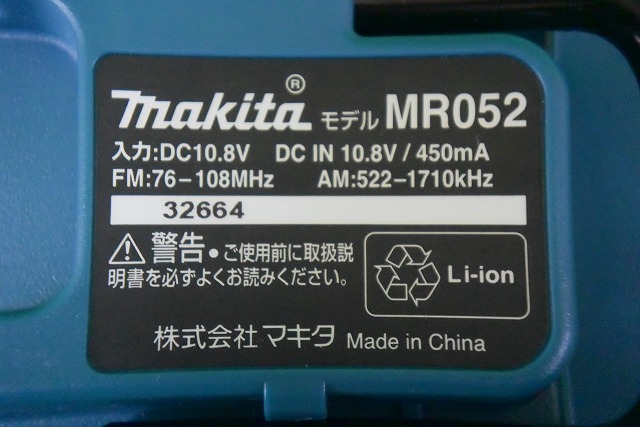 makita® モデル MR052
入力:DC10.8V DC IN 10.8V / 450mA
FM:76-108MHz AM:522-1710kHz
32664
警告・ご使用前に取扱説
明書を必ずよくお読みください。
Li-ion
株式会社 マキタ Made in China